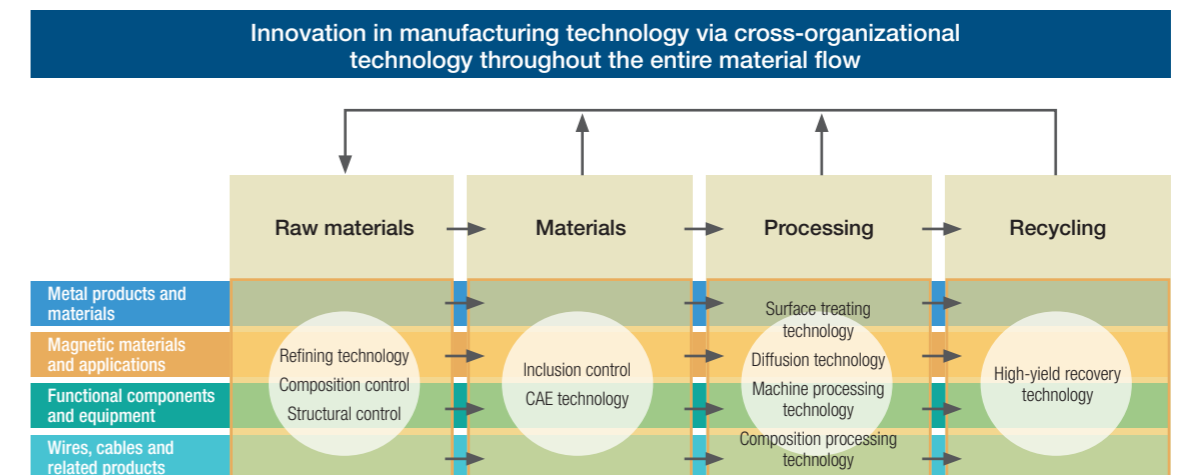 Innovation in manufacturing technology via cross-organizational
technology throughout the entire material flow
Raw materials
Materials
Processing
Recycling
Metal products and
materials
Magnetic materials
and applications
Functional components
and equipment
Wires, cables and
related products
Refining technology
Composition control
Structural control
Inclusion control
CAE technology
Surface treating
technology
Diffusion technology
Machine processing
technology
Composition processing
technology
High-yield recovery
technology